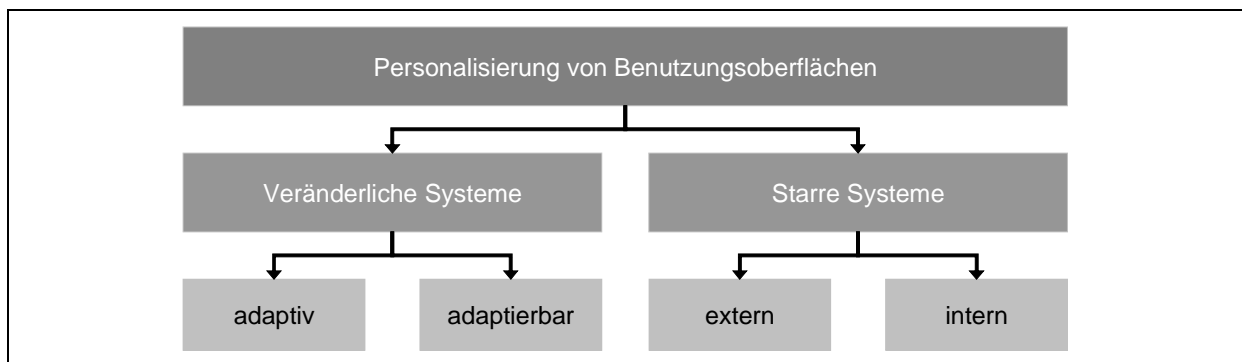 Personalisierung von Benutzungsoberflächen
Veränderliche Systeme
Starre Systeme
adaptiv
adaptierbar
extern
intern